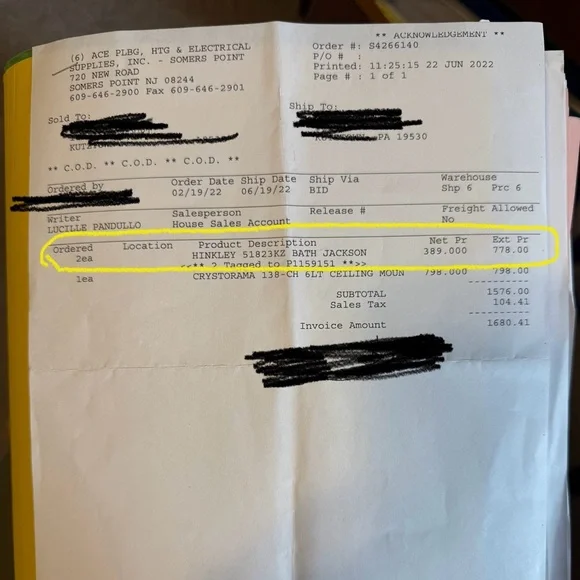 ** ACKNOWLEDGEMENT **
(6) ACE PLBG, HTG & ELECTRICAL
SUPPLIES, INC. - SOMERS POINT
720 NEW ROAD
SOMERS POINT NJ 08244
609-646-2900 Fax 609-646-2901
Order #: S4266140
P/O # :
Printed: 11:25:15 22 JUN 2022
Page # : 1 of 1
Sold To:
Ship To:
PA 19530
** C.O.D. ** C.O.D. ** C.O.D. **
Ordered by Order Date Ship Date Ship Via Warehouse
02/19/22 06/19/22 BID Shp 6 Prc 6
Writer Salesperson Release # Freight Allowed
LUCILLE PANDULLO House Sales Account No
Ordered Location Product Description Net Pr Ext Pr
2ea HINKLEY 51823KZ BATH JACKSON 389.000 778.00
<<** 2 Tagged to P1159151 **>>
1ea CRYSTORAMA 138-CH 6LT CEILING MOUN 798.000 798.00
SUBTOTAL 1576.00
Sales Tax 104.41
Invoice Amount 1680.41